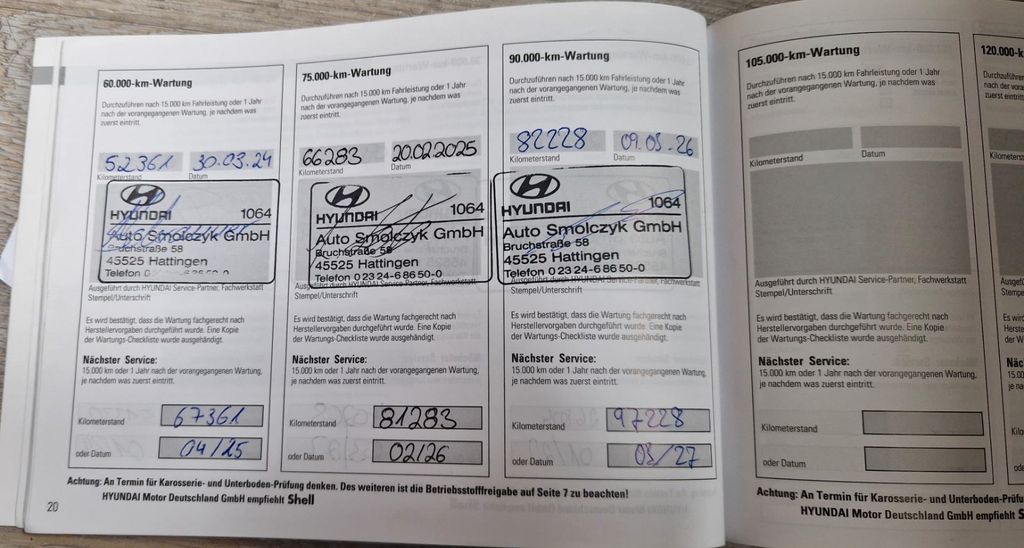 60.000-km-Wartung
Durchzuführen nach 15.000 km Fahrleistung oder 1 Jahr
nach der vorangegangenen Wartung, je nachdem was
zuerst eintritt.
52361 30.03.24
Kilometerstand Datum
HYUNDAI 1064
Auto Smolczyk GmbH
Bruchstraße 58
45525 Hattingen
Telefon 0
Ausgeführt durch HYUNDAI Service-Partner, Fachwerkstatt
Stempel/Unterschrift
Es wird bestätigt, dass die Wartung fachgerecht nach
Herstellervorgaben durchgeführt wurde. Eine Kopie
der Wartungs-Checkliste wurde ausgehändigt.
Nächster Service:
15.000 km oder 1 Jahr nach der vorangegangenen Wartung,
je nachdem was zuerst eintritt.
Kilometerstand 67361
oder Datum 04/25
75.000-km-Wartung
Durchzuführen nach 15.000 km Fahrleistung oder 1 Jahr
nach der vorangegangenen Wartung, je nachdem was
zuerst eintritt.
66283 20.02.2025
Kilometerstand Datum
HYUNDAI 1064
Auto Smolczyk GmbH
Bruchstraße 58
45525 Hattingen
Telefon 0 23 24-6 86 50-0
Ausgeführt durch HYUNDAI Service-Partner, Fachwerkstatt
Stempel/Unterschrift
Es wird bestätigt, dass die Wartung fachgerecht nach
Herstellervorgaben durchgeführt wurde. Eine Kopie
der Wartungs-Checkliste wurde ausgehändigt.
Nächster Service:
15.000 km oder 1 Jahr nach der vorangegangenen Wartung,
je nachdem was zuerst eintritt.
Kilometerstand 81283
oder Datum 02/26
90.000-km-Wartung
Durchzuführen nach 15.000 km Fahrleistung oder 1 Jahr
nach der vorangegangenen Wartung, je nachdem was
zuerst eintritt.
82228 09.03.26
Kilometerstand Datum
HYUNDAI 1064
Auto Smolczyk GmbH
Bruchstraße 58
45525 Hattingen
Telefon 0 23 24-6 86 50-0
Ausgeführt durch HYUNDAI Service-Partner, Fachwerkstatt
Stempel/Unterschrift
Es wird bestätigt, dass die Wartung fachgerecht nach
Herstellervorgaben durchgeführt wurde. Eine Kopie
der Wartungs-Checkliste wurde ausgehändigt.
Nächster Service:
15.000 km oder 1 Jahr nach der vorangegangenen Wartung,
je nachdem was zuerst eintritt.
Kilometerstand 97228
oder Datum 03/27
Achtung: An Termin für Karosserie- und Unterboden-Prüfung denken. Des weiteren ist die Betriebsstofffreigabe auf Seite 7 zu beachten!
20 HYUNDAI Motor Deutschland GmbH empfiehlt Shell
105.000-km-Wartung
Durchzuführen nach 15.000 km Fahrleistung oder 1 Jahr
nach der vorangegangenen Wartung, je nachdem was
zuerst eintritt.
Kilometerstand Datum
Ausgeführt durch HYUNDAI Service-Partner, Fachwerkstatt
Stempel/Unterschrift
Es wird bestätigt, dass die Wartung fachgerecht nach
Herstellervorgaben durchgeführt wurde. Eine Kopie
der Wartungs-Checkliste wurde ausgehändigt.
Nächster Service:
15.000 km oder 1 Jahr nach der vorangegangenen Wartung,
je nachdem was zuerst eintritt.
Kilometerstand
oder Datum
120.000-k
Achtung: An Termin für Karosserie- und Unterboden-Prüfu
HYUNDAI Motor Deutschland GmbH empfiehlt S